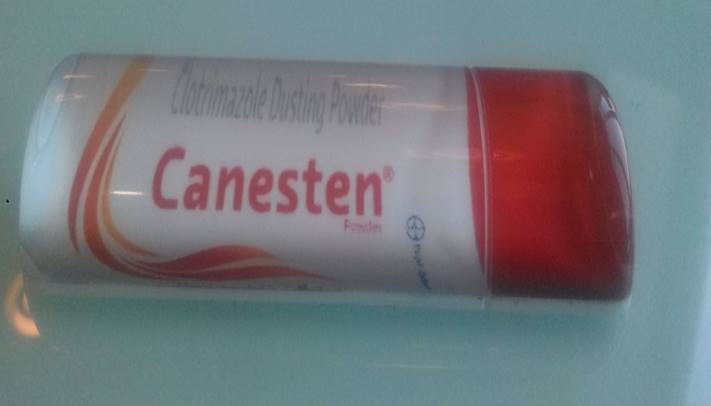 Clotrimazole Dusting Powder
Canesten®
Powder